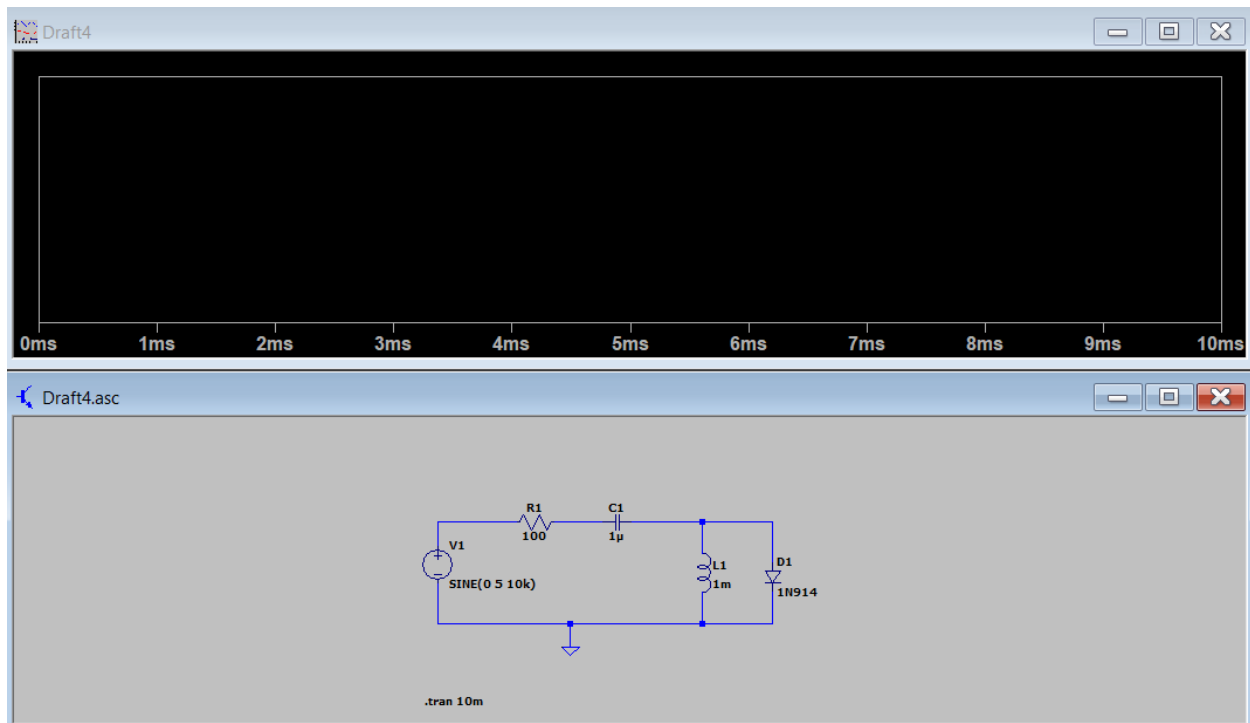 Draft4
0ms 1ms 2ms 3ms 4ms 5ms 6ms 7ms 8ms 9ms 10ms
Draft4.asc
R1
100
C1
1µ
V1
SINE(0 5 10k)
L1
1m
D1
1N914
.tran 10m